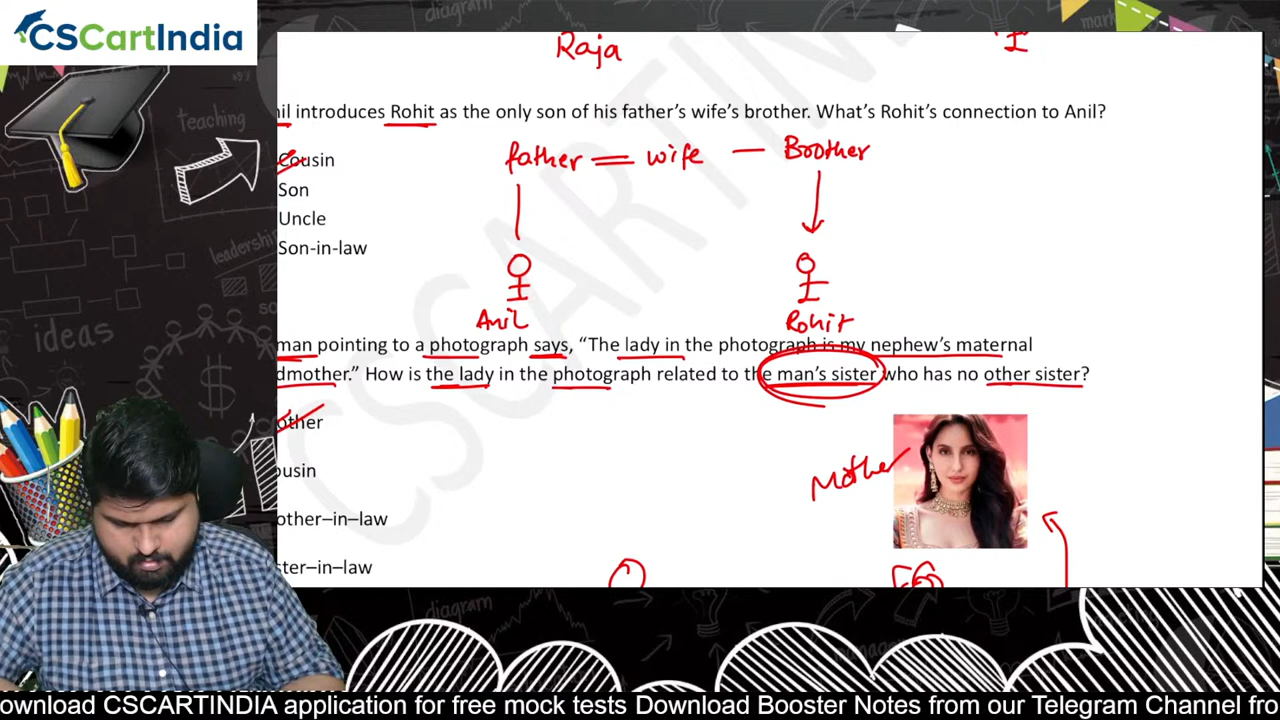 CSCartIndia
Raja
I
nil introduces Rohit as the only son of his father's wife's brother. What's Rohit's connection to Anil?
father = wife — Brother
Cousin
Son
Uncle
Son-in-law
Anil
Rohit
man pointing to a photograph says, “The lady in the photograph is my nephew's maternal
dmother.” How is the lady in the photograph related to the man's sister who has no other sister?
other
Mother
ousin
other–in–law
ster–in–law
CSCARTIN
teaching
leadership
ideas
diagram
ownload CSCARTINDIA application for free mock tests Download Booster Notes from our Telegram Channel fro